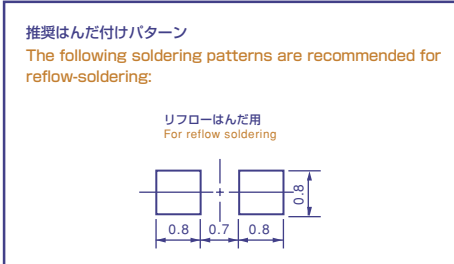 推奨はんだ付けパターン
The following soldering patterns are recommended for
reflow-soldering:
リフローはんだ用
For reflow soldering
0.8
0.8 0.7 0.8